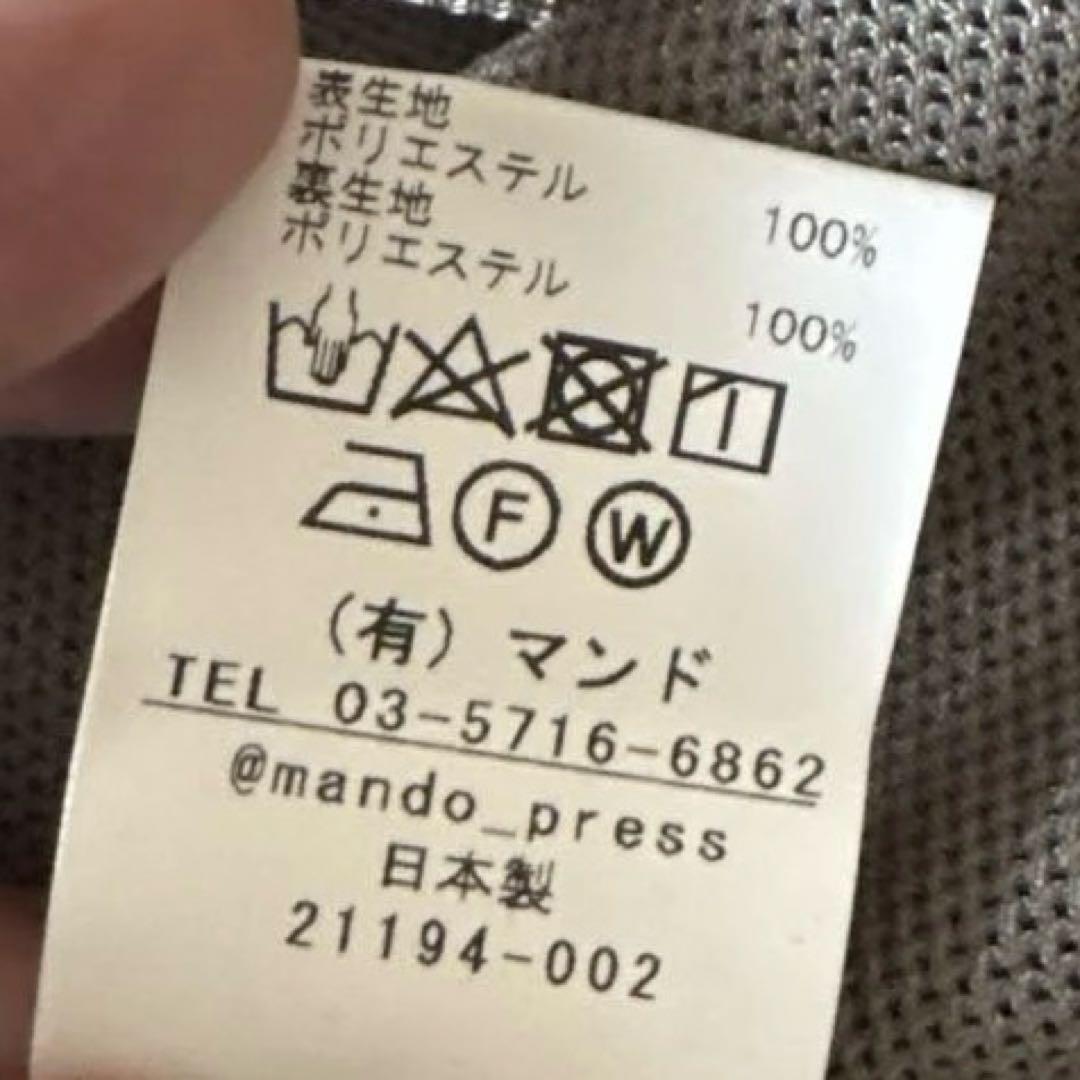 表生地
ポリエステル 100%
裏生地
ポリエステル 100%
F W
(有) マンド
TEL 03-5716-6862
@mando_press
日本製
21194-002